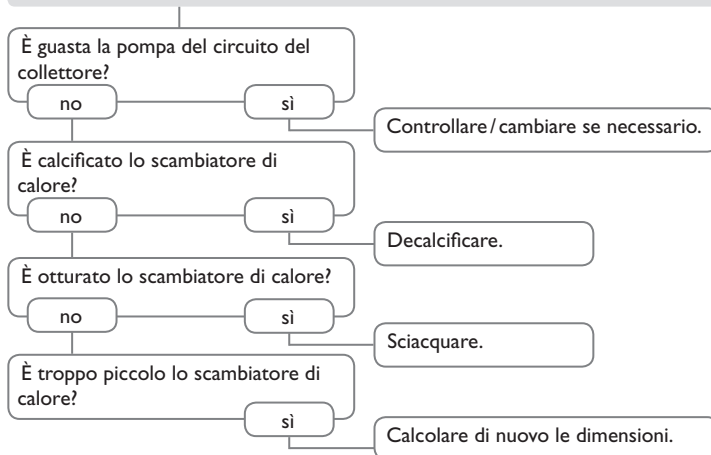 È guasta la pompa del circuito del
collettore?
no
sì
Controllare/cambiare se necessario.
È calcificato lo scambiatore di
calore?
no
sì
Decalcificare.
È otturato lo scambiatore di calore?
no
sì
Sciacquare.
È troppo piccolo lo scambiatore di
calore?
sì
Calcolare di nuovo le dimensioni.